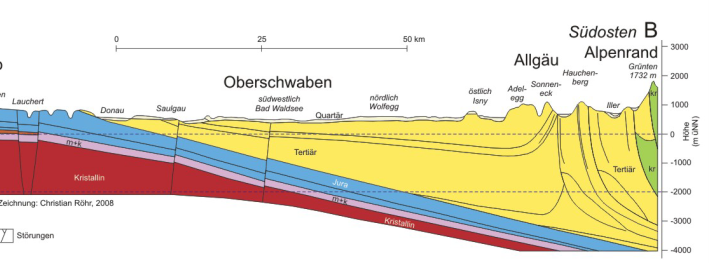 Südosten B
0 25 50 km
Alpenrand
Allgäu
Grünten
1732 m
Oberschwaben
Hauchen-
berg
Sonnen-
eck
Adel-
egg
östlich
Isny
nördlich
Wolfegg
südwestlich
Bad Waldsee
Saulgau
Donau
Lauchert
Iller
Quartär
3000
2000
1000
0
-1000
-2000
-3000
-4000
Höhe
(m üNN)
kr
kr
m+k
Tertiär
Tertiär
Kristallin
Jura
m+k
Kristallin
Zeichnung: Christian Röhr, 2008
Störungen